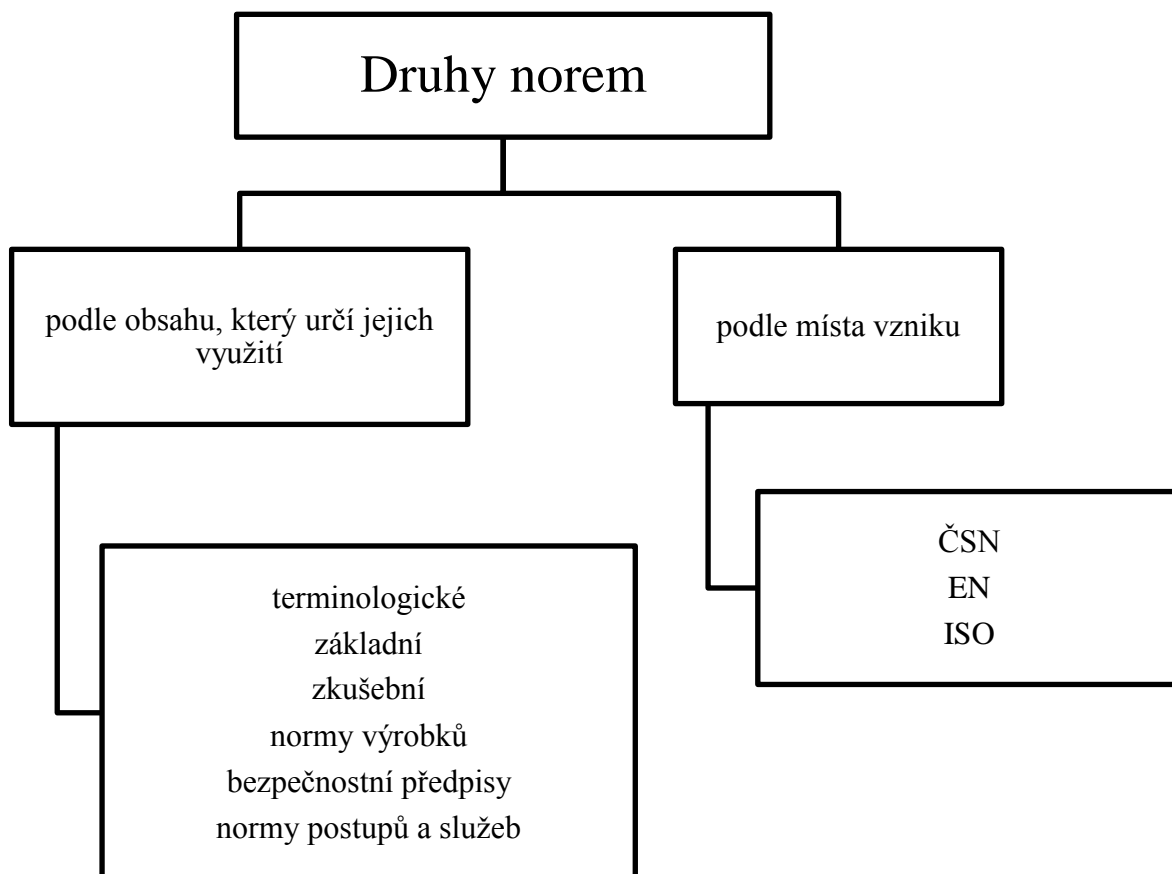 Druhy norem
podle obsahu, který určí jejich
využití
terminologické
základní
zkušební
normy výrobků
bezpečnostní předpisy
normy postupů a služeb
podle místa vzniku
ČSN
EN
ISO